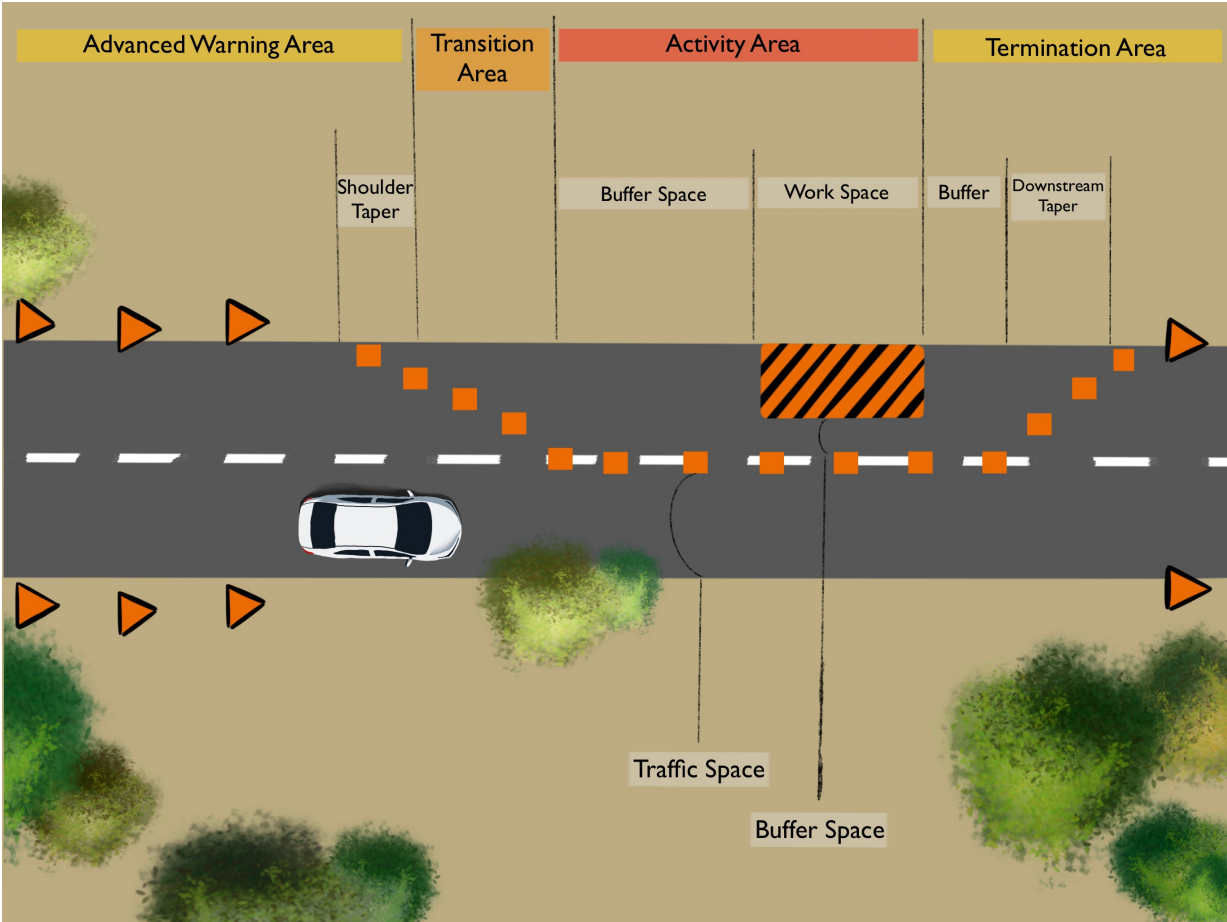 Advanced Warning Area
Transition
Area
Activity Area
Termination Area
Shoulder
Taper
Buffer Space
Work Space
Buffer
Downstream
Taper
Traffic Space
Buffer Space